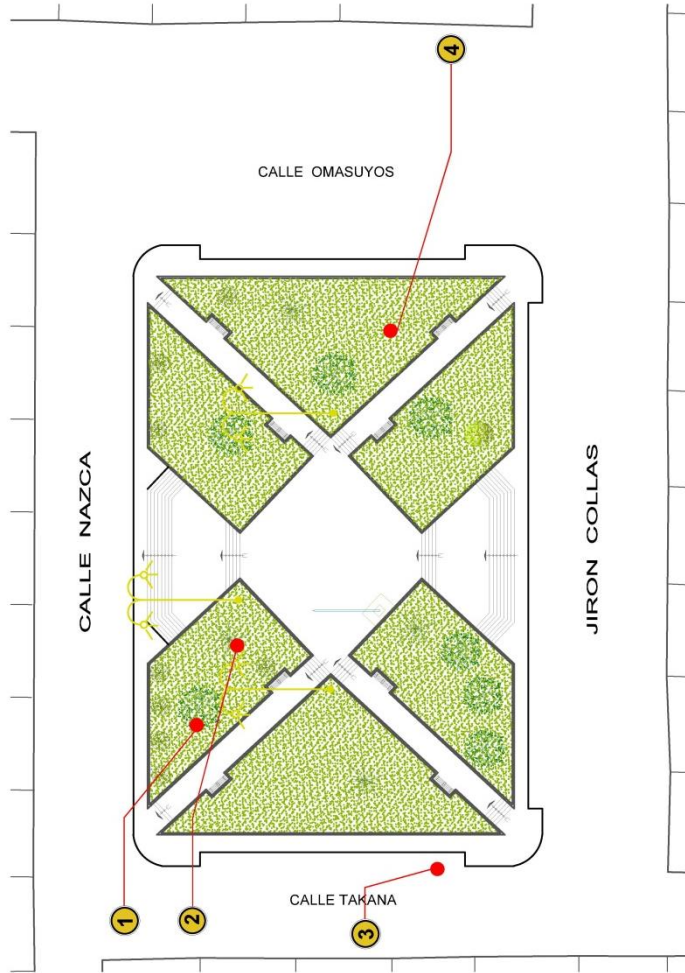 4
CALLE OMASUYOS
CALLE NAZCA
JIRON COLLAS
CALLE TAKANA
1
2
3